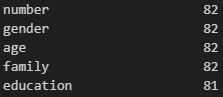 number 82
gender 82
age 82
family 82
education 81